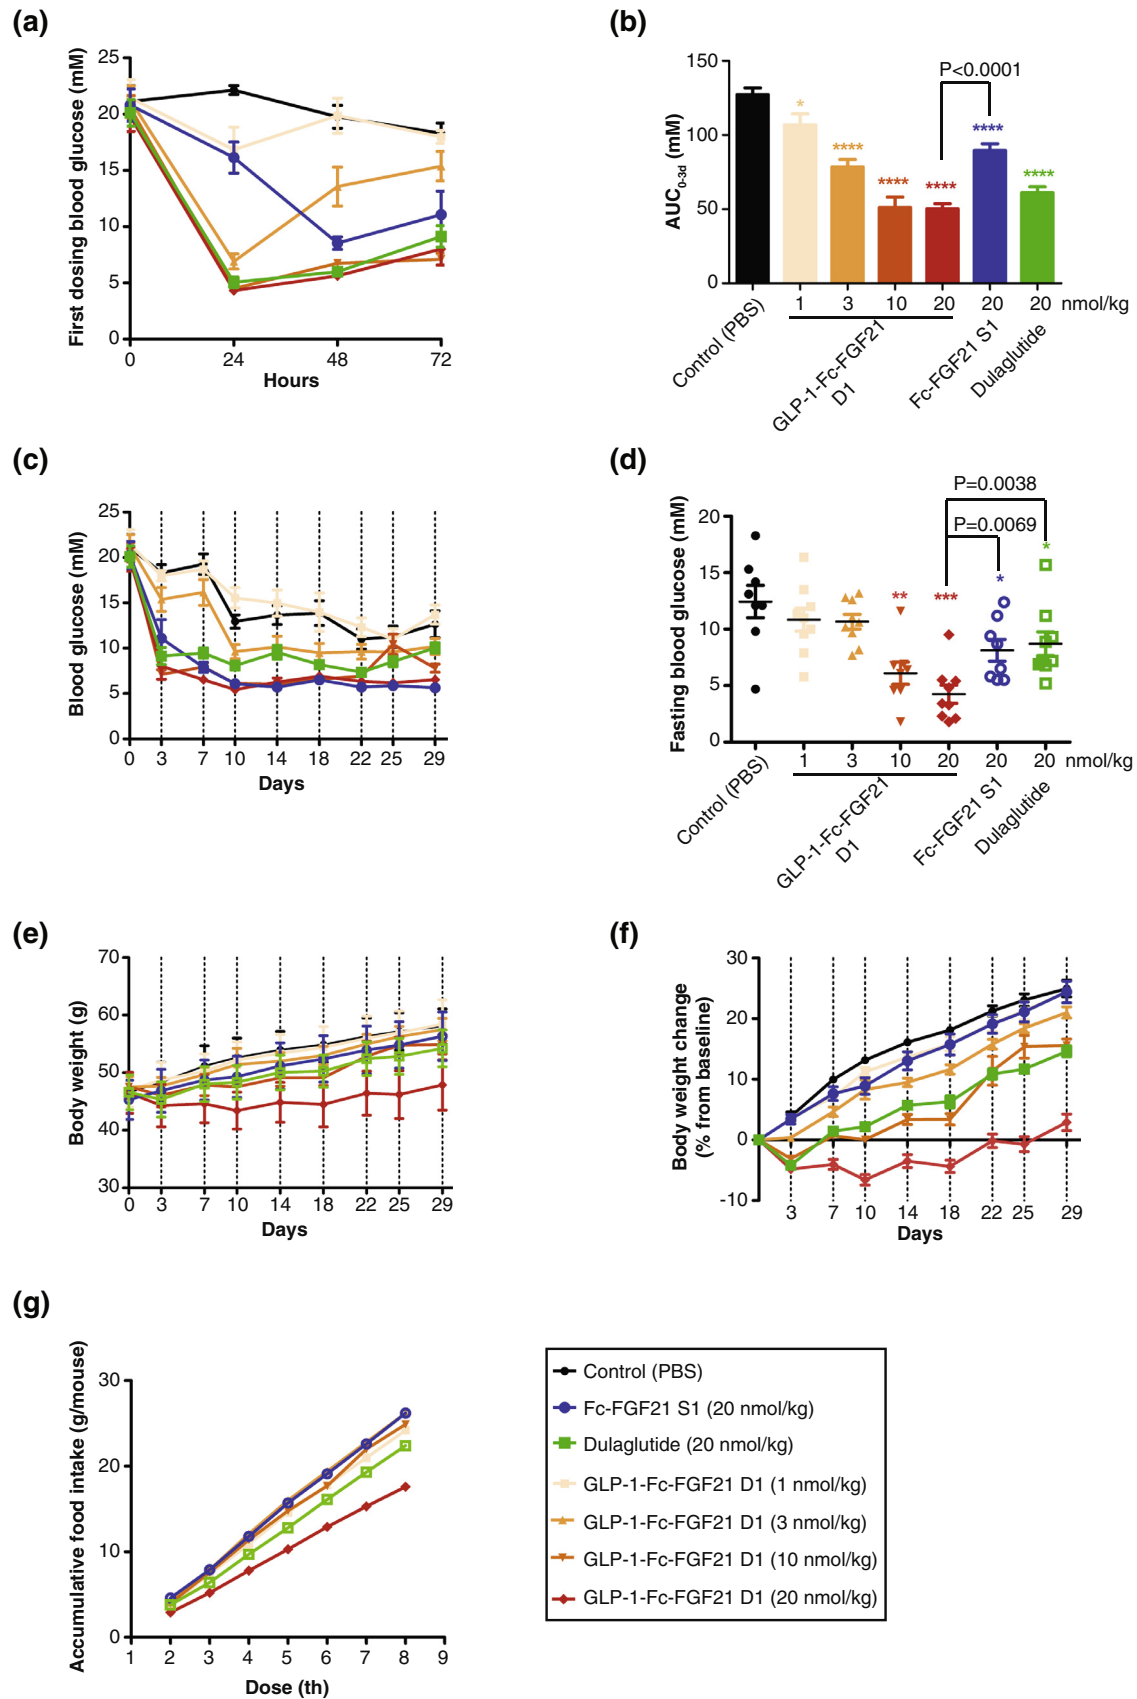 (a)
First dosing blood glucose (mM)
25
20
15
10
5
0
0 24 48 72
Hours
(b)
AUC0-3d (mM)
150
100
50
0
P<0.0001
* **** **** **** **** ****
1 3 10 20 20 20 nmol/kg
Control (PBS)
GLP-1-Fc-FGF21 D1
Fc-FGF21 S1
Dulaglutide
(c)
Blood glucose (mM)
25
20
15
10
5
0
0 3 7 10 14 18 22 25 29
Days
(d)
Fasting blood glucose (mM)
20
15
10
5
0
P=0.0038
P=0.0069
** *** * *
1 3 10 20 20 20 nmol/kg
Control (PBS)
GLP-1-Fc-FGF21 D1
Fc-FGF21 S1
Dulaglutide
(e)
Body weight (g)
70
60
50
40
30
0 3 7 10 14 18 22 25 29
Days
(f)
Body weight change
(% from baseline)
30
20
10
0
-10
3 7 10 14 18 22 25 29
Days
(g)
Accumulative food intake (g/mouse)
30
20
10
0
1 2 3 4 5 6 7 8 9
Dose (th)
Control (PBS)
Fc-FGF21 S1 (20 nmol/kg)
Dulaglutide (20 nmol/kg)
GLP-1-Fc-FGF21 D1 (1 nmol/kg)
GLP-1-Fc-FGF21 D1 (3 nmol/kg)
GLP-1-Fc-FGF21 D1 (10 nmol/kg)
GLP-1-Fc-FGF21 D1 (20 nmol/kg)